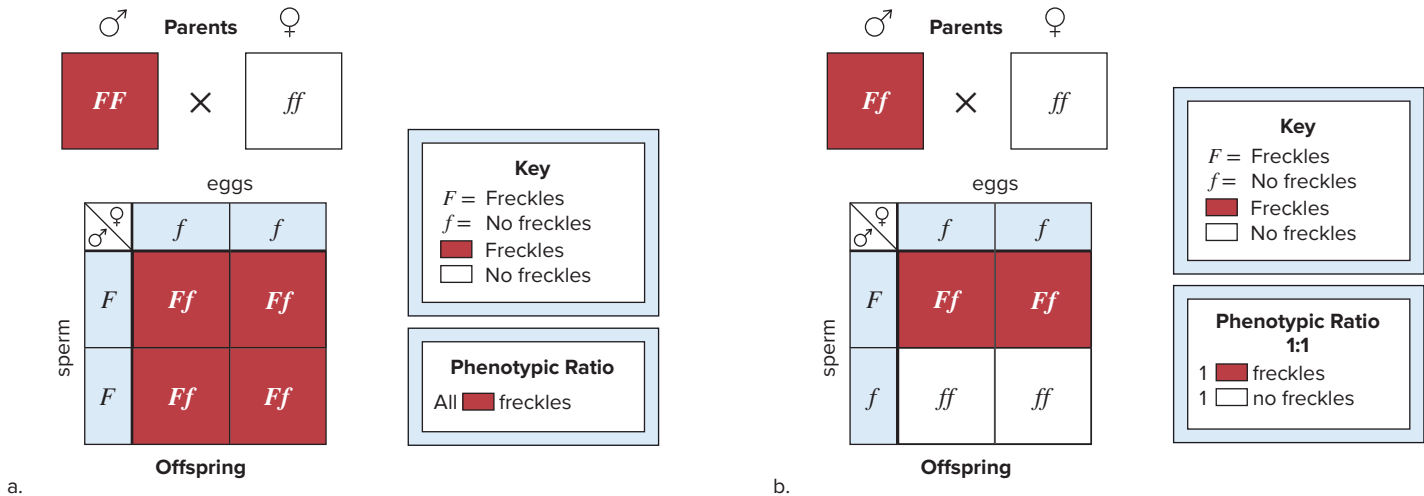 ♂ Parents ♀
FF × ff
eggs
♂ ♀ f f
sperm
F Ff Ff
F Ff Ff
Offspring
Key
F = Freckles
f = No freckles
Freckles
No freckles
Phenotypic Ratio
All freckles
a.
♂ Parents ♀
Ff × ff
♂ ♀ f f
F Ff Ff
f ff ff
Offspring
Key
F = Freckles
f = No freckles
Freckles
No freckles
Phenotypic Ratio
1:1
1 freckles
1 no freckles
b.